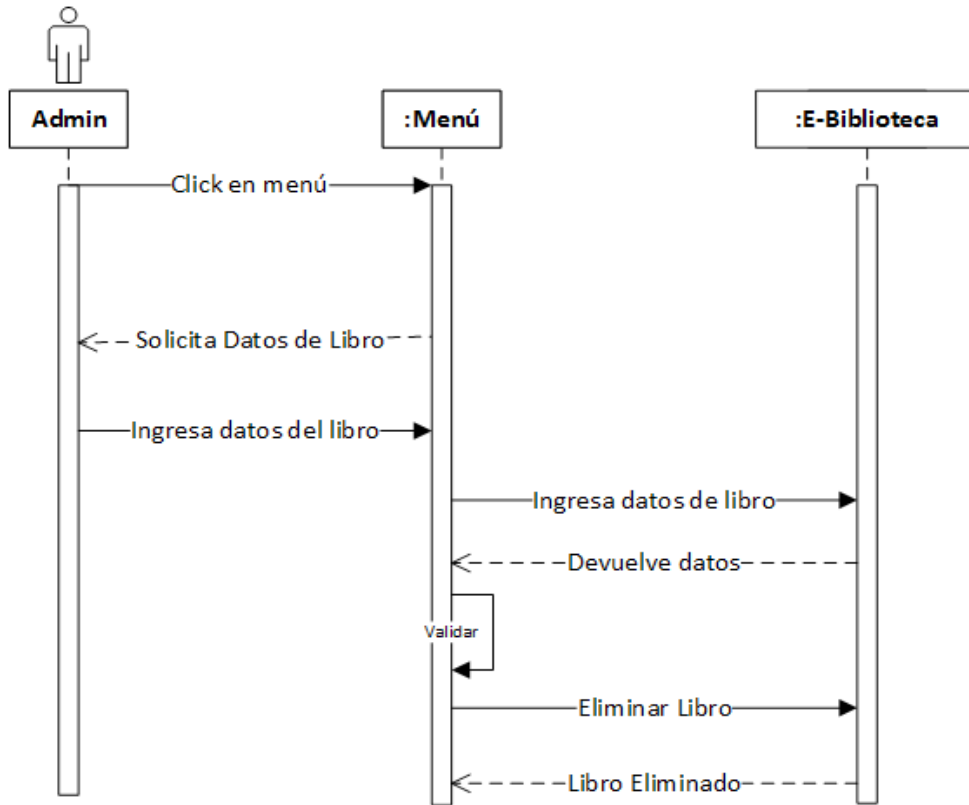 Admin
:Menú
:E-Biblioteca
Click en menú
Solicita Datos de Libro
Ingresa datos del libro
Ingresa datos de libro
Devuelve datos
Validar
Eliminar Libro
Libro Eliminado